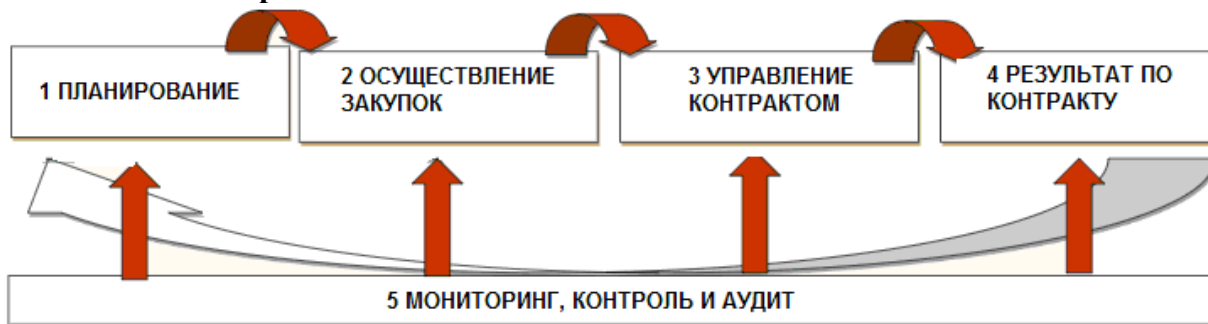 1 ПЛАНИРОВАНИЕ
2 ОСУЩЕСТВЛЕНИЕ
ЗАКУПОК
3 УПРАВЛЕНИЕ
КОНТРАКТОМ
4 РЕЗУЛЬТАТ ПО
КОНТРАКТУ
5 МОНИТОРИНГ, КОНТРОЛЬ И АУДИТ